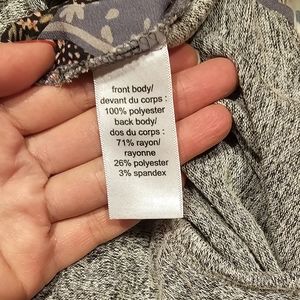 front body/
devant du corps :
100% polyester
back body/
dos du corps :
71% rayon/
rayonne
26% polyester
3% spandex